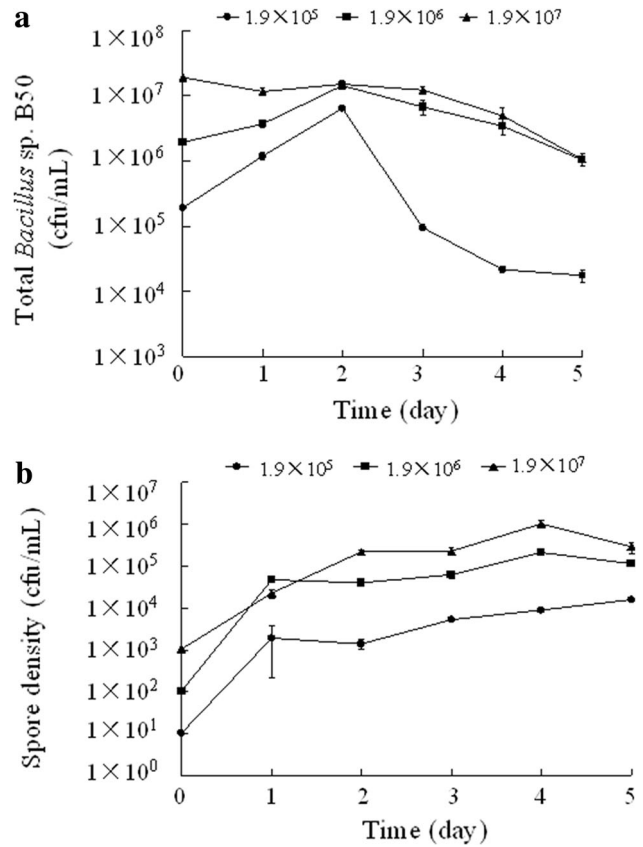 a
1.9×10⁵ 1.9×10⁶ 1.9×10⁷
1×10⁸
1×10⁷
1×10⁶
1×10⁵
1×10⁴
1×10³
Total Bacillus sp. B50
(cfu/mL)
0 1 2 3 4 5
Time (day)
b
1.9×10⁵ 1.9×10⁶ 1.9×10⁷
1×10⁷
1×10⁶
1×10⁵
1×10⁴
1×10³
1×10²
1×10¹
1×10⁰
Spore density (cfu/mL)
0 1 2 3 4 5
Time (day)